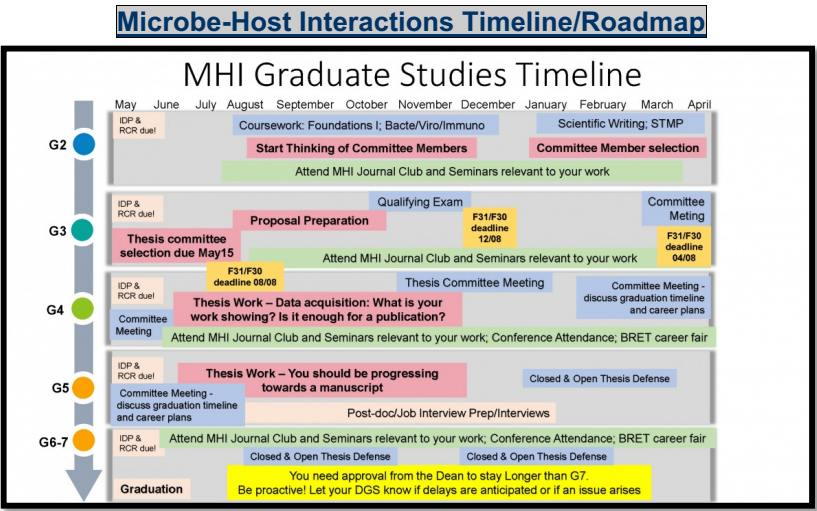 Microbe-Host Interactions Timeline/Roadmap
MHI Graduate Studies Timeline
May June July August September October November December January February March April
G2
IDP &
RCR due!
Coursework: Foundations I; Bacte/Viro/Immuno
Scientific Writing; STMP
Start Thinking of Committee Members
Committee Member selection
Attend MHI Journal Club and Seminars relevant to your work
G3
IDP &
RCR due!
Qualifying Exam
Committee
Meting
Proposal Preparation
F31/F30
deadline
12/08
Thesis committee
selection due May15
F31/F30
deadline
04/08
Attend MHI Journal Club and Seminars relevant to your work
F31/F30
deadline 08/08
G4
IDP &
RCR due!
Thesis Committee Meeting
Committee Meeting -
discuss graduation timeline
and career plans
Thesis Work – Data acquisition: What is your
work showing? Is it enough for a publication?
Committee
Meeting
Attend MHI Journal Club and Seminars relevant to your work; Conference Attendance; BRET career fair
G5
IDP &
RCR due!
Thesis Work – You should be progressing
towards a manuscript
Closed & Open Thesis Defense
Committee Meeting -
discuss graduation timeline
and career plans
Post-doc/Job Interview Prep/Interviews
G6-7
IDP &
RCR due!
Attend MHI Journal Club and Seminars relevant to your work; Conference Attendance; BRET career fair
Closed & Open Thesis Defense
Closed & Open Thesis Defense
Graduation
You need approval from the Dean to stay Longer than G7.
Be proactive! Let your DGS know if delays are anticipated or if an issue arises